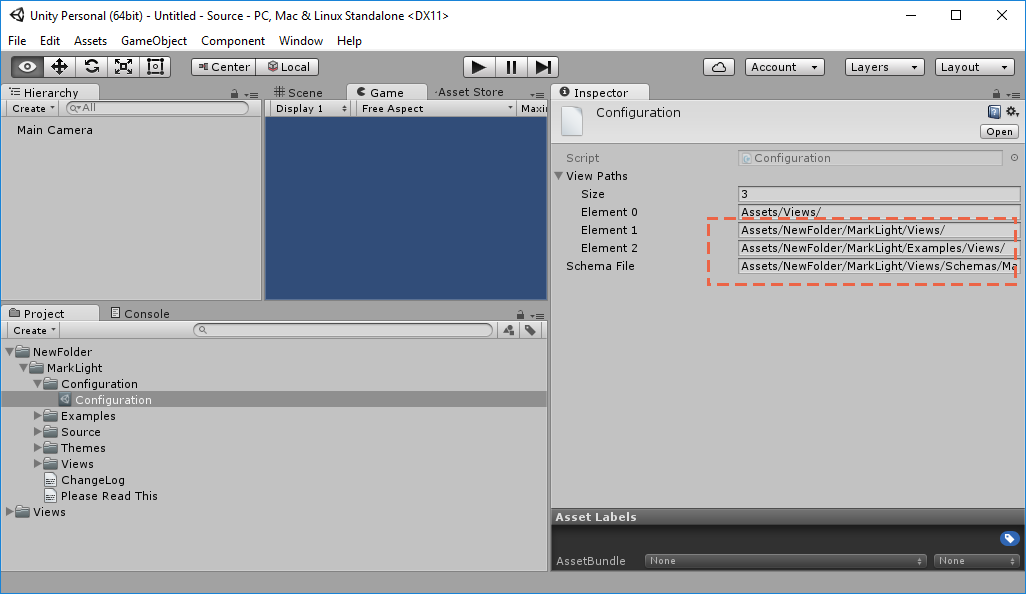 Unity Personal (64bit) - Untitled - Source - PC, Mac & Linux Standalone <DX11>
File Edit Assets GameObject Component Window Help
Center Local Account Layers Layout
Hierarchy
Create All
Main Camera
Scene Game Asset Store
Display 1 Free Aspect Maxi
Inspector
Configuration
Open
Script Configuration
View Paths
Size 3
Element 0 Assets/Views/
Element 1 Assets/NewFolder/MarkLight/Views/
Element 2 Assets/NewFolder/MarkLight/Examples/Views/
Schema File Assets/NewFolder/MarkLight/Views/Schemas/Ma
Project Console
Create
NewFolder
MarkLight
Configuration
Configuration
Examples
Source
Themes
Views
ChangeLog
Please Read This
Views
Asset Labels
AssetBundle None None